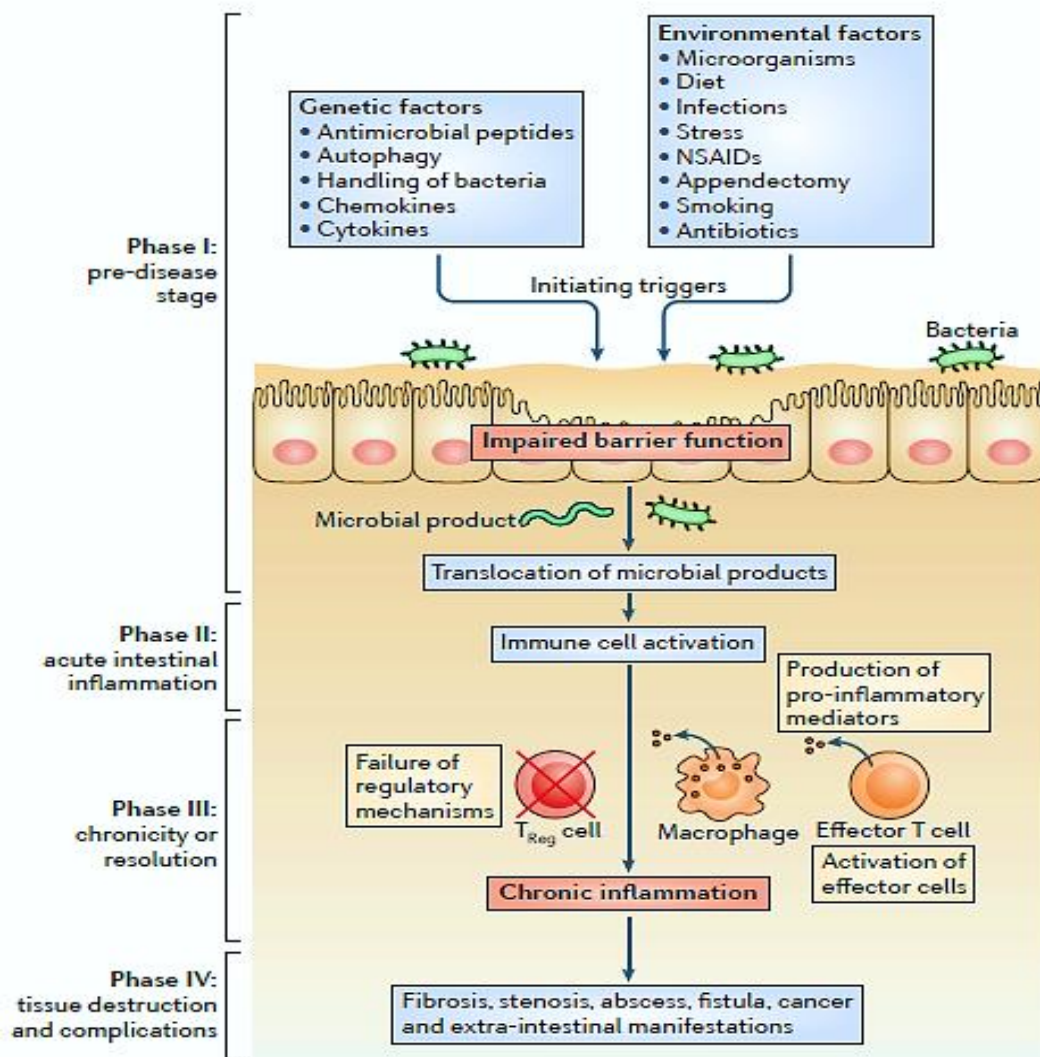 Environmental factors
• Microorganisms
• Diet
• Infections
• Stress
• NSAIDs
• Appendectomy
• Smoking
• Antibiotics
Genetic factors
• Antimicrobial peptides
• Autophagy
• Handling of bacteria
• Chemokines
• Cytokines
Phase I:
pre-disease
stage
Initiating triggers
Bacteria
Impaired barrier function
Microbial product
Translocation of microbial products
Phase II:
acute intestinal
inflammation
Immune cell activation
Production of
pro-inflammatory
mediators
Failure of
regulatory
mechanisms
Phase III:
chronicity or
resolution
TReg cell
Macrophage
Effector T cell
Activation of
effector cells
Chronic inflammation
Phase IV:
tissue destruction
and complications
Fibrosis, stenosis, abscess, fistula, cancer
and extra-intestinal manifestations